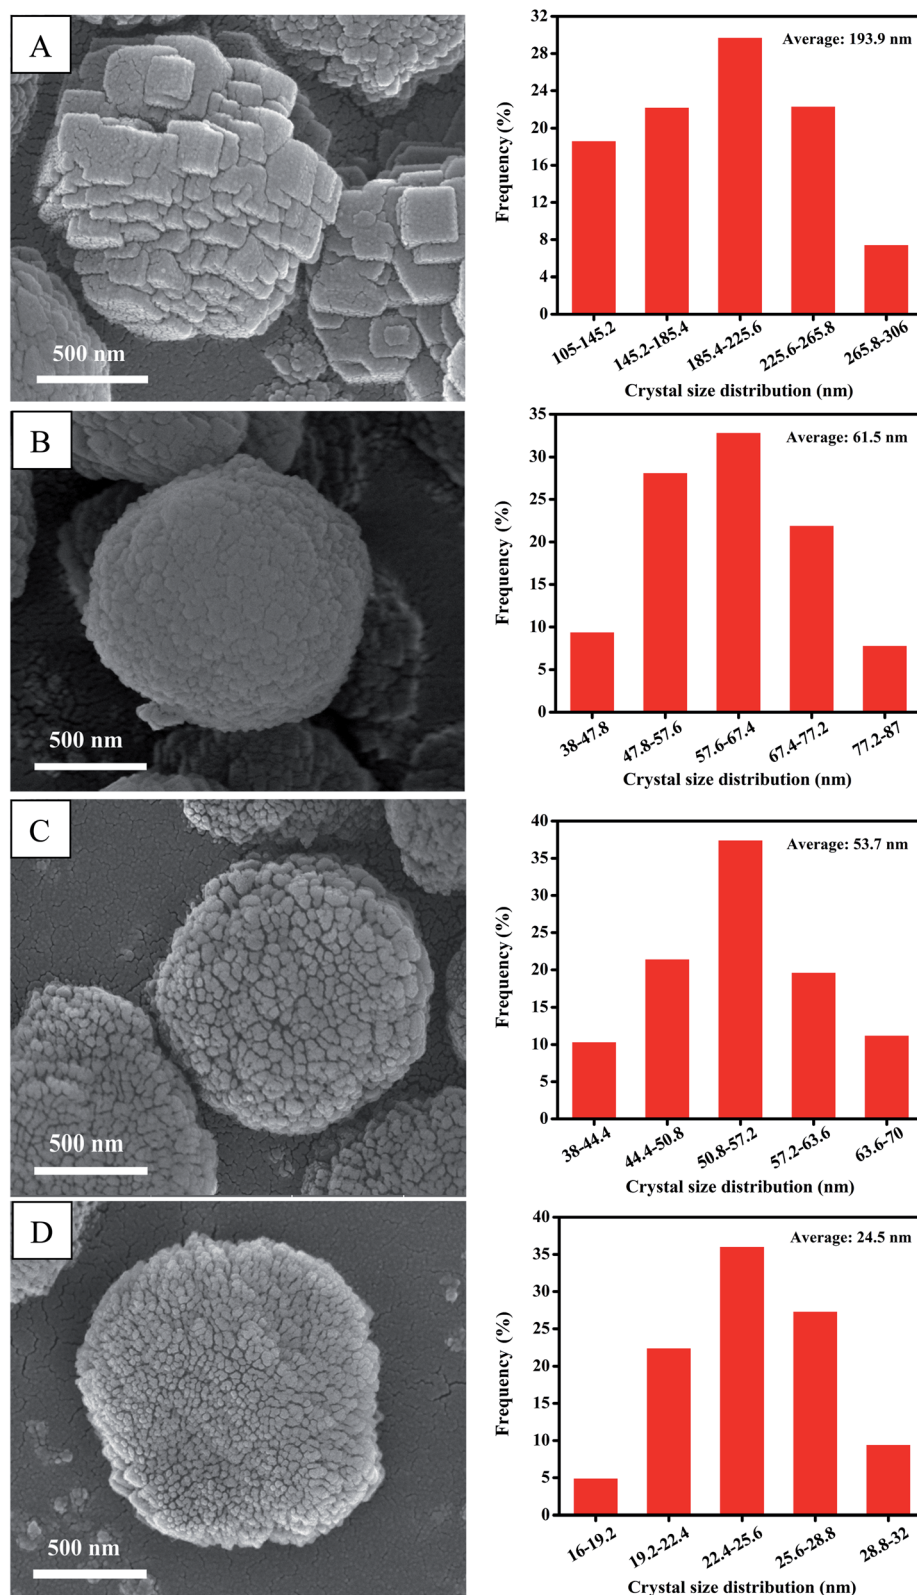 A
500 nm
Average: 193.9 nm
Frequency (%)
32
28
24
20
16
12
8
4
0
105-145.2
145.2-185.4
185.4-225.6
225.6-265.8
265.8-306
Crystal size distribution (nm)
B
500 nm
Average: 61.5 nm
Frequency (%)
35
30
25
20
15
10
5
0
38-47.8
47.8-57.6
57.6-67.4
67.4-77.2
77.2-87
Crystal size distribution (nm)
C
500 nm
Average: 53.7 nm
Frequency (%)
40
35
30
25
20
15
10
5
0
38-44.4
44.4-50.8
50.8-57.2
57.2-63.6
63.6-70
Crystal size distribution (nm)
D
500 nm
Average: 24.5 nm
Frequency (%)
40
35
30
25
20
15
10
5
0
16-19.2
19.2-22.4
22.4-25.6
25.6-28.8
28.8-32
Crystal size distribution (nm)